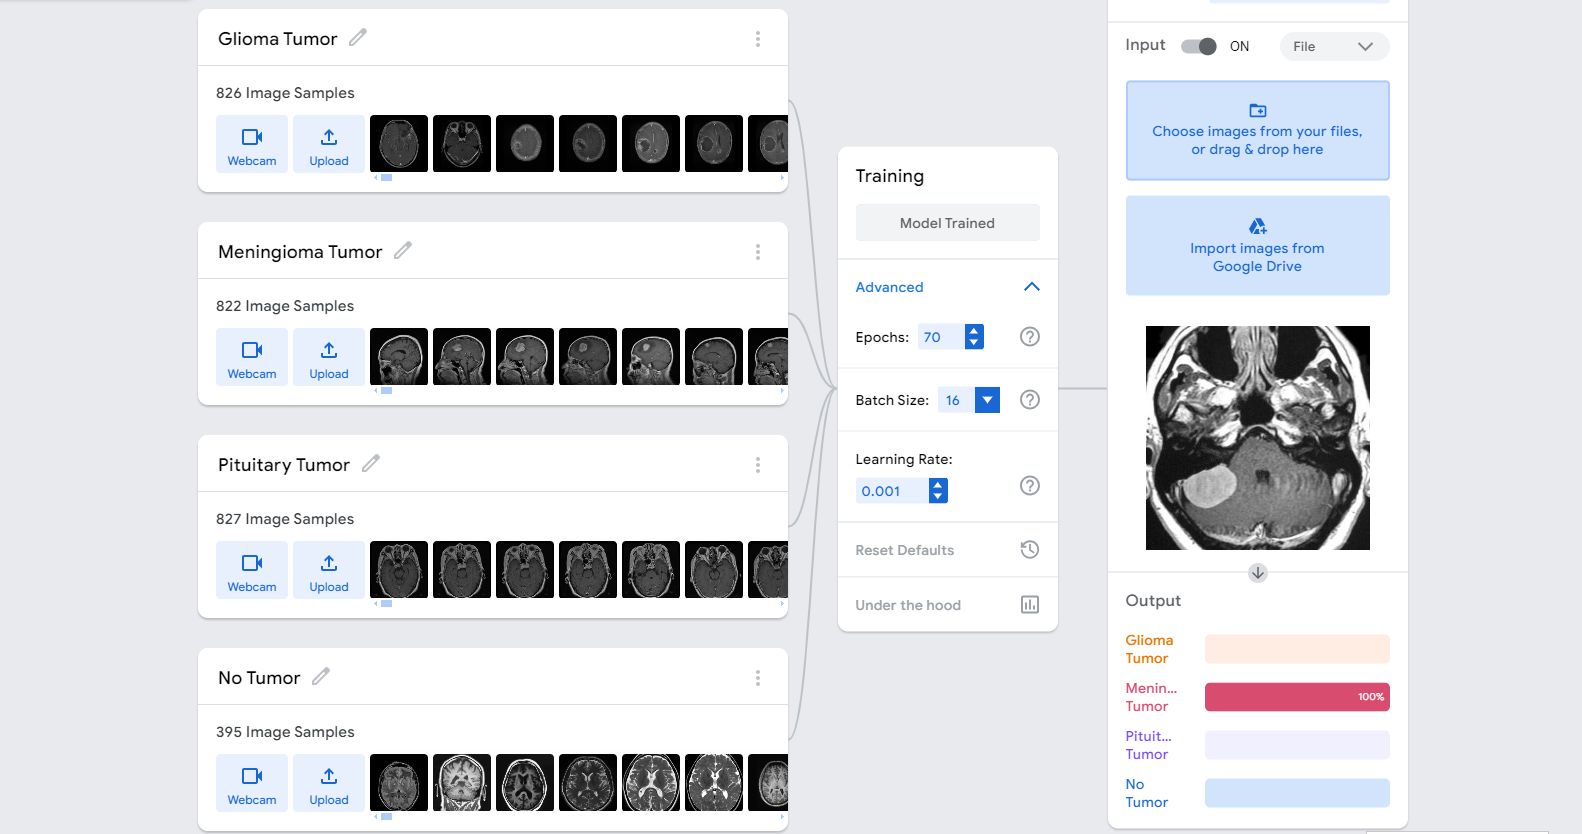 Glioma Tumor
826 Image Samples
Webcam
Upload
Meningioma Tumor
822 Image Samples
Webcam
Upload
Pituitary Tumor
827 Image Samples
Webcam
Upload
No Tumor
395 Image Samples
Webcam
Upload
Training
Model Trained
Advanced
Epochs: 70
Batch Size: 16
Learning Rate:
0.001
Reset Defaults
Under the hood
Input ON File
Choose images from your files,
or drag & drop here
Import images from
Google Drive
Output
Glioma
Tumor
Menin...
Tumor
100%
Pituit...
Tumor
No
Tumor